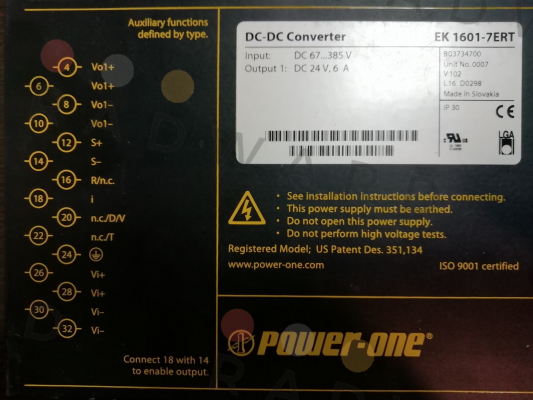 Auxiliary functions
defined by type.
4 Vo1+
6 Vo1+
8 Vo1−
10 Vo1−
12 S+
14 S−
16 R/n.c.
18 i
20 n.c./D/V
22 n.c./T
24
26 Vi+
28 Vi+
30 Vi−
32 Vi−
Connect 18 with 14
to enable output.
DC-DC Converter EK 1601-7ERT
Input: DC 67...385 V
Output 1: DC 24 V, 6 A
B03734700
Unit No.0007
V102
L16 D0298
Made in Slovakia
IP 30
CE
LGA
• See installation instructions before connecting.
• This power supply must be earthed.
• Do not open this power supply.
• Do not perform high voltage tests.
Registered Model; US Patent Des. 351,134
www.power-one.com ISO 9001 certified
POWER-ONE®